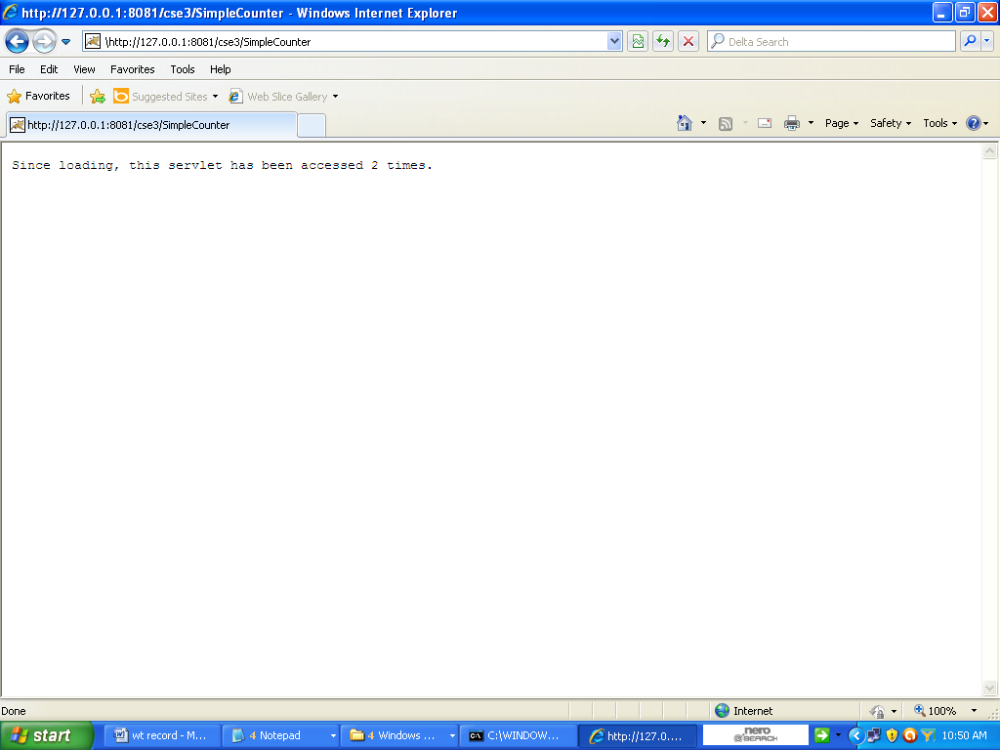 http://127.0.0.1:8081/cse3/SimpleCounter - Windows Internet Explorer
\http://127.0.0.1:8081/cse3/SimpleCounter Delta Search
File Edit View Favorites Tools Help
Favorites Suggested Sites Web Slice Gallery
http://127.0.0.1:8081/cse3/SimpleCounter Page Safety Tools
Since loading, this servlet has been accessed 2 times.
Done Internet 100%
start wt record - M... 4 Notepad 4 Windows ... C:\WINDOW... http://127.0.... nero @SEARCH 10:50 AM